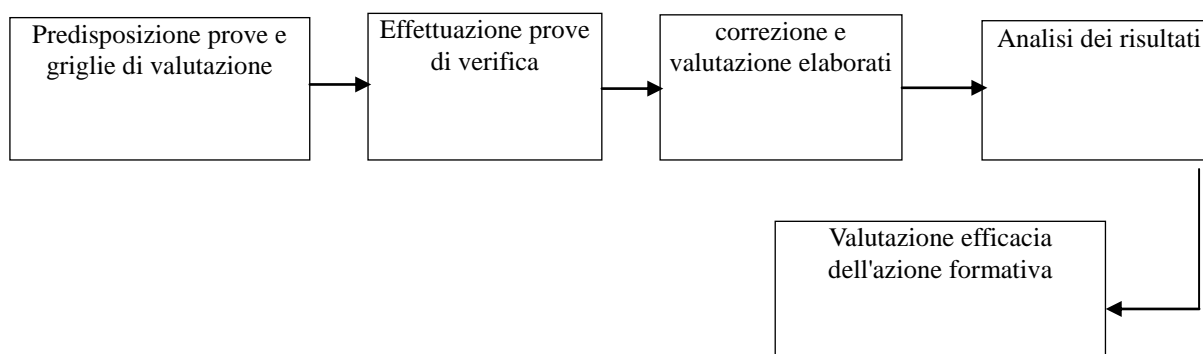 Predisposizione prove e
griglie di valutazione
Effettuazione prove
di verifica
correzione e
valutazione elaborati
Analisi dei risultati
Valutazione efficacia
dell'azione formativa